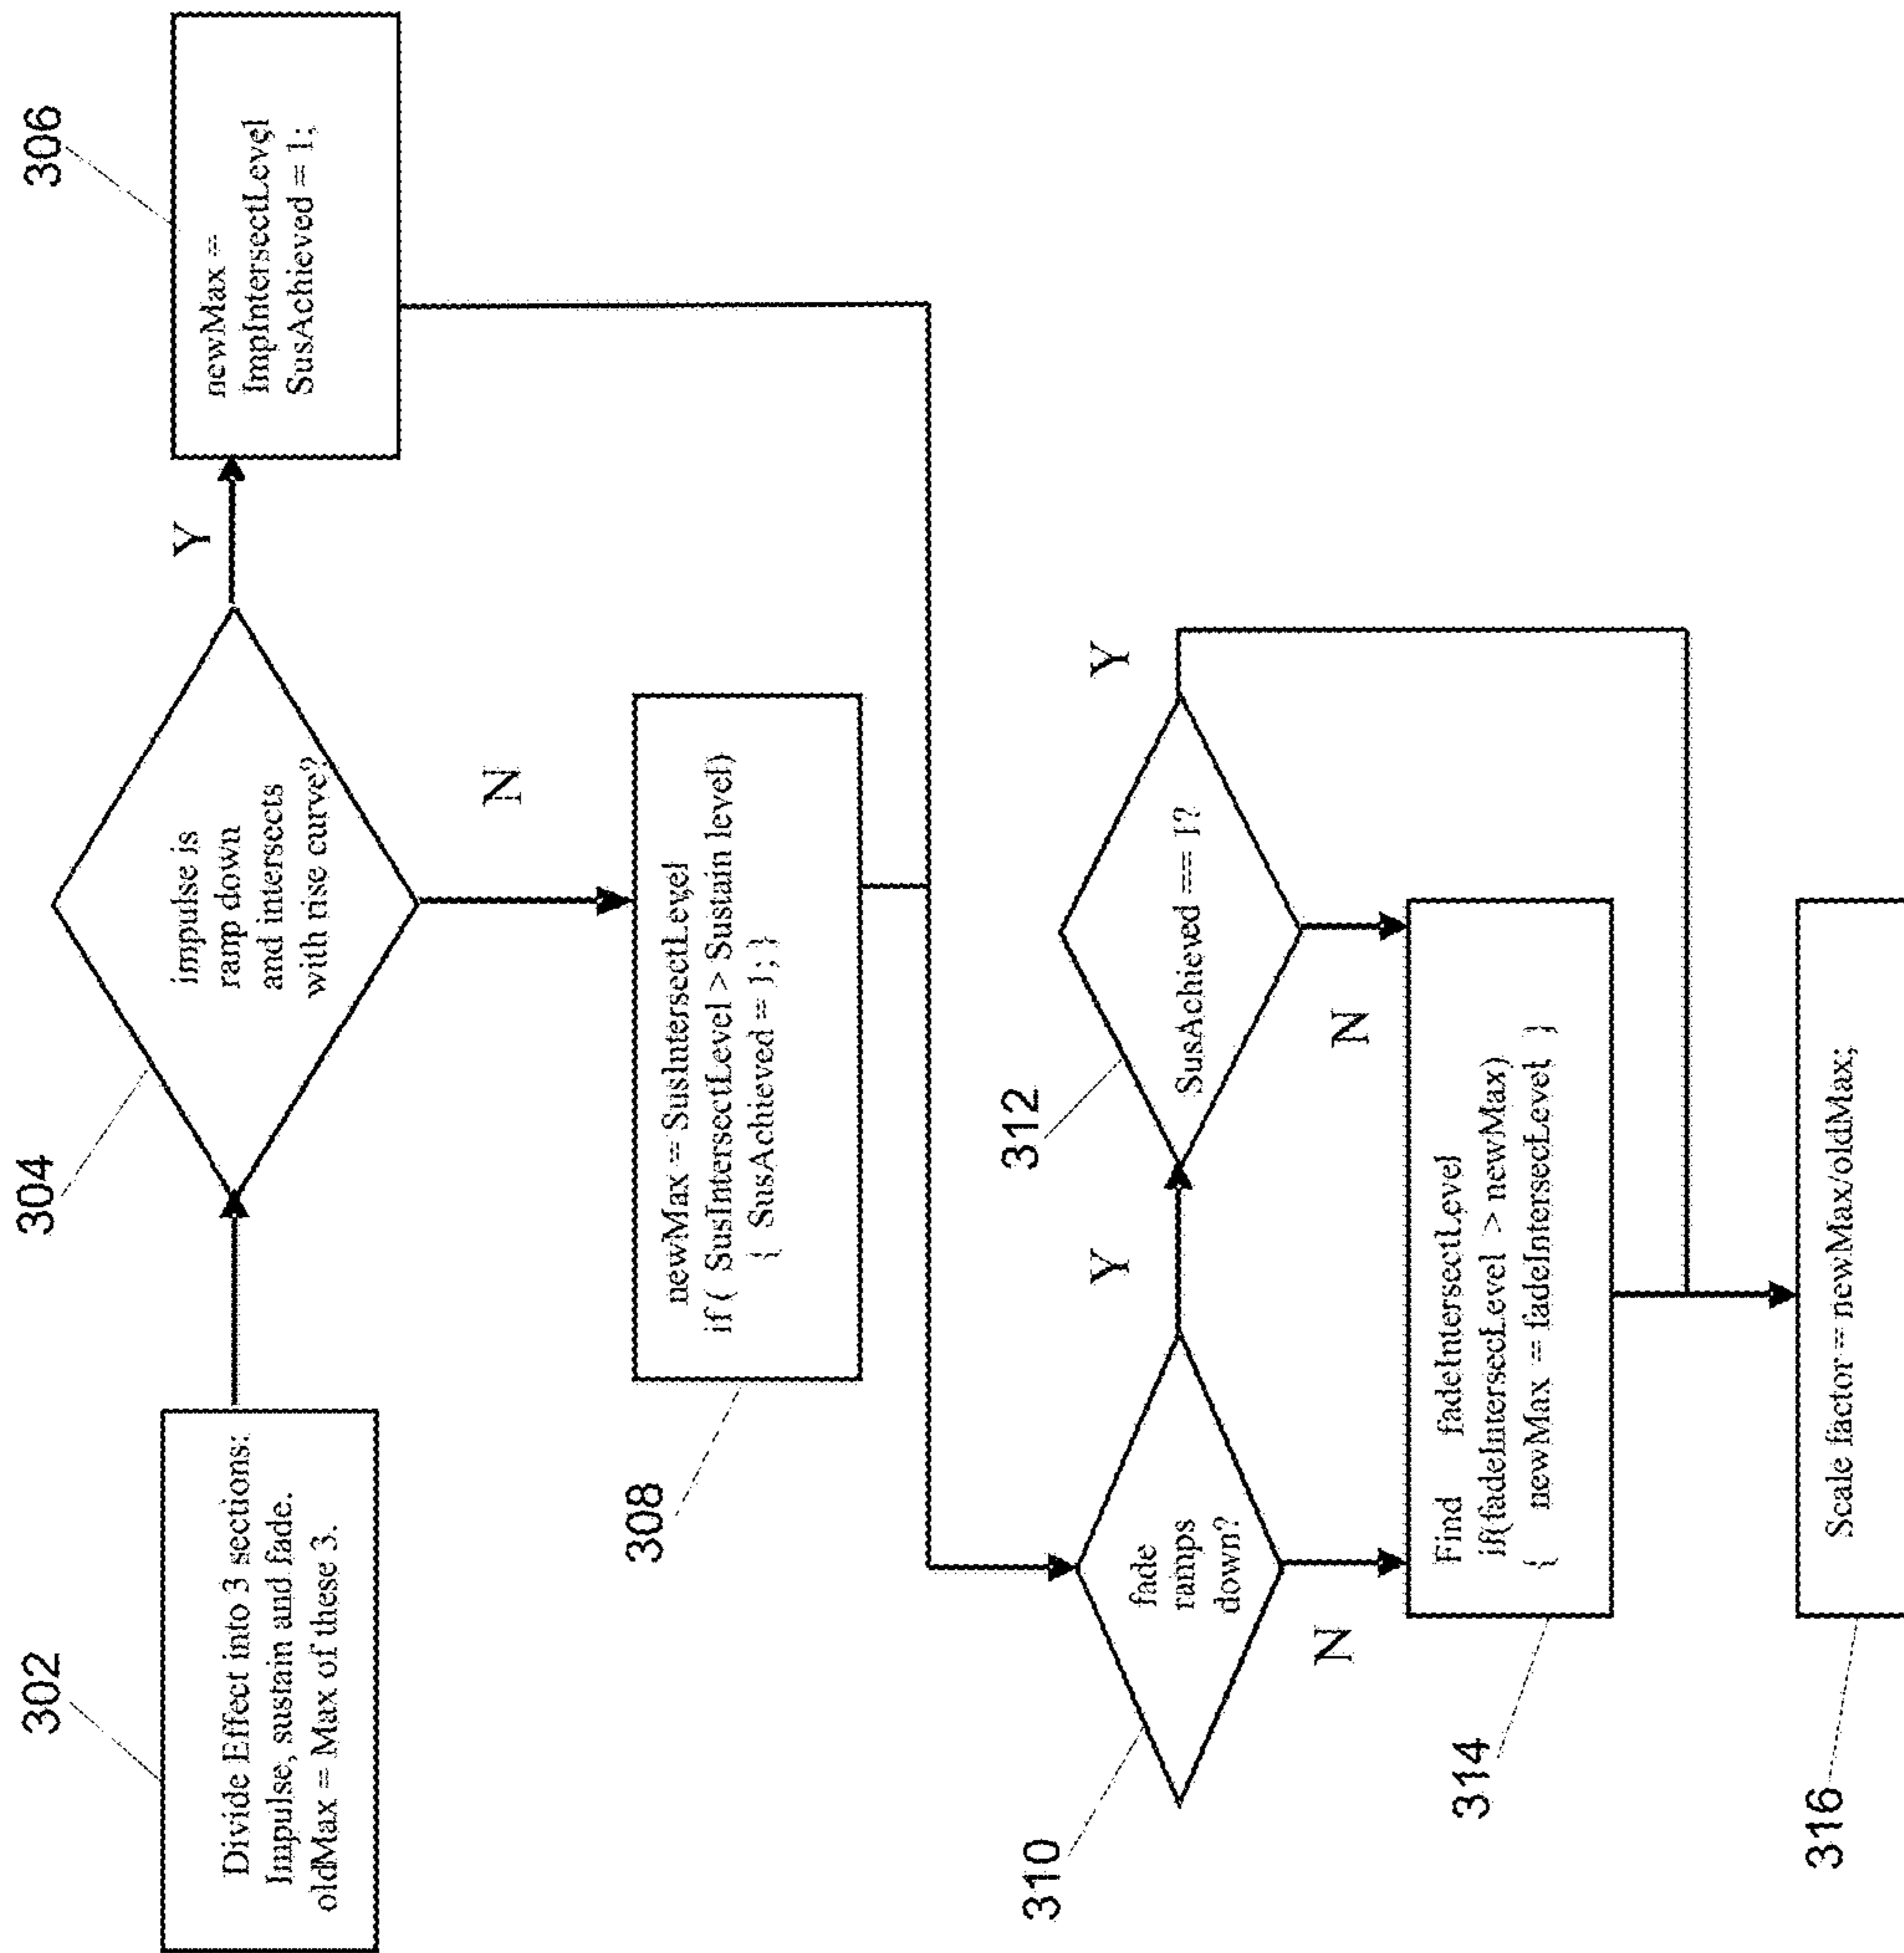 302
Divide Effect into 3 sections:
Impulse, sustain and fade.
oldMax = Max of these 3.
304
impulse is
ramp down
and intersects
with rise curve?
Y
306
newMax =
ImpIntersectLevel
SusAchieved = 1;
N
308
newMax = SusIntersectLevel
if ( SusIntersectLevel > Sustain level)
{ SusAchieved = 1; }
310
fade
ramps
down?
Y
312
SusAchieved == 1?
Y
N
N
314
Find fadeIntersectLevel
if(fadeIntersecLevel > newMax)
{ newMax = fadeIntersecLevel }
316
Scale factor = newMax/oldMax;